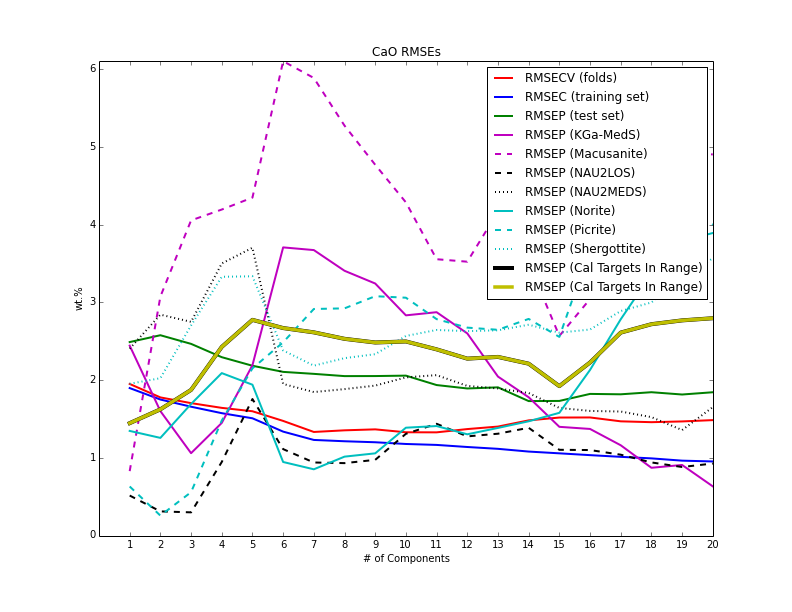 CaO RMSEs
6
5
4
3
2
1
0
wt.%
RMSECV (folds)
RMSEC (training set)
RMSEP (test set)
RMSEP (KGa-MedS)
RMSEP (Macusanite)
RMSEP (NAU2LOS)
RMSEP (NAU2MEDS)
RMSEP (Norite)
RMSEP (Picrite)
RMSEP (Shergottite)
RMSEP (Cal Targets In Range)
RMSEP (Cal Targets In Range)
1 2 3 4 5 6 7 8 9 10 11 12 13 14 15 16 17 18 19 20
# of Components